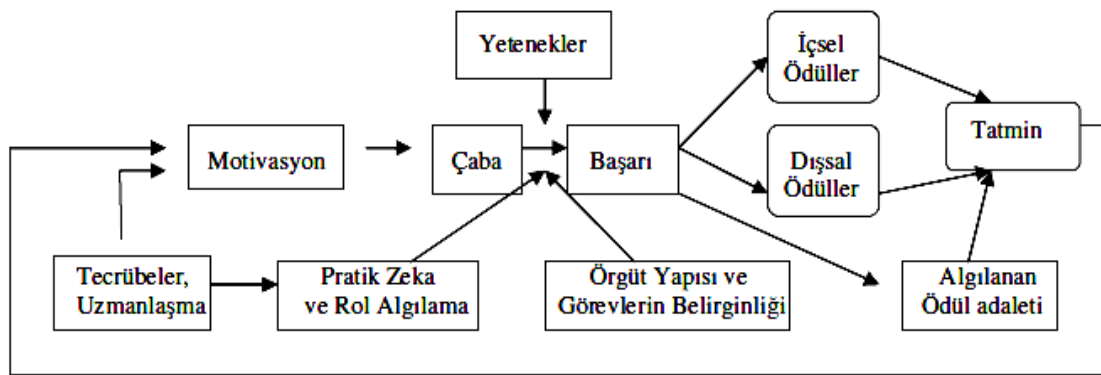 Yetenekler
İçsel
Ödüller
Tatmin
Motivasyon
Çaba
Başarı
Dışsal
Ödüller
Tecrübeler,
Uzmanlaşma
Pratik Zeka
ve Rol Algılama
Örgüt Yapısı ve
Görevlerin Belirginliği
Algılanan
Ödül adaleti